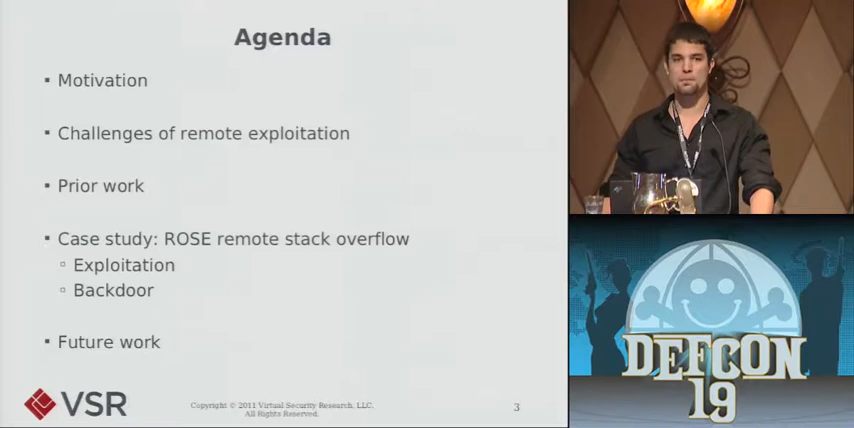 Agenda
▪ Motivation
▪ Challenges of remote exploitation
▪ Prior work
▪ Case study: ROSE remote stack overflow
▫ Exploitation
▫ Backdoor
▪ Future work
VSR
Copyright © 2011 Virtual Security Research, LLC.
All Rights Reserved.
3
DEFCON
19